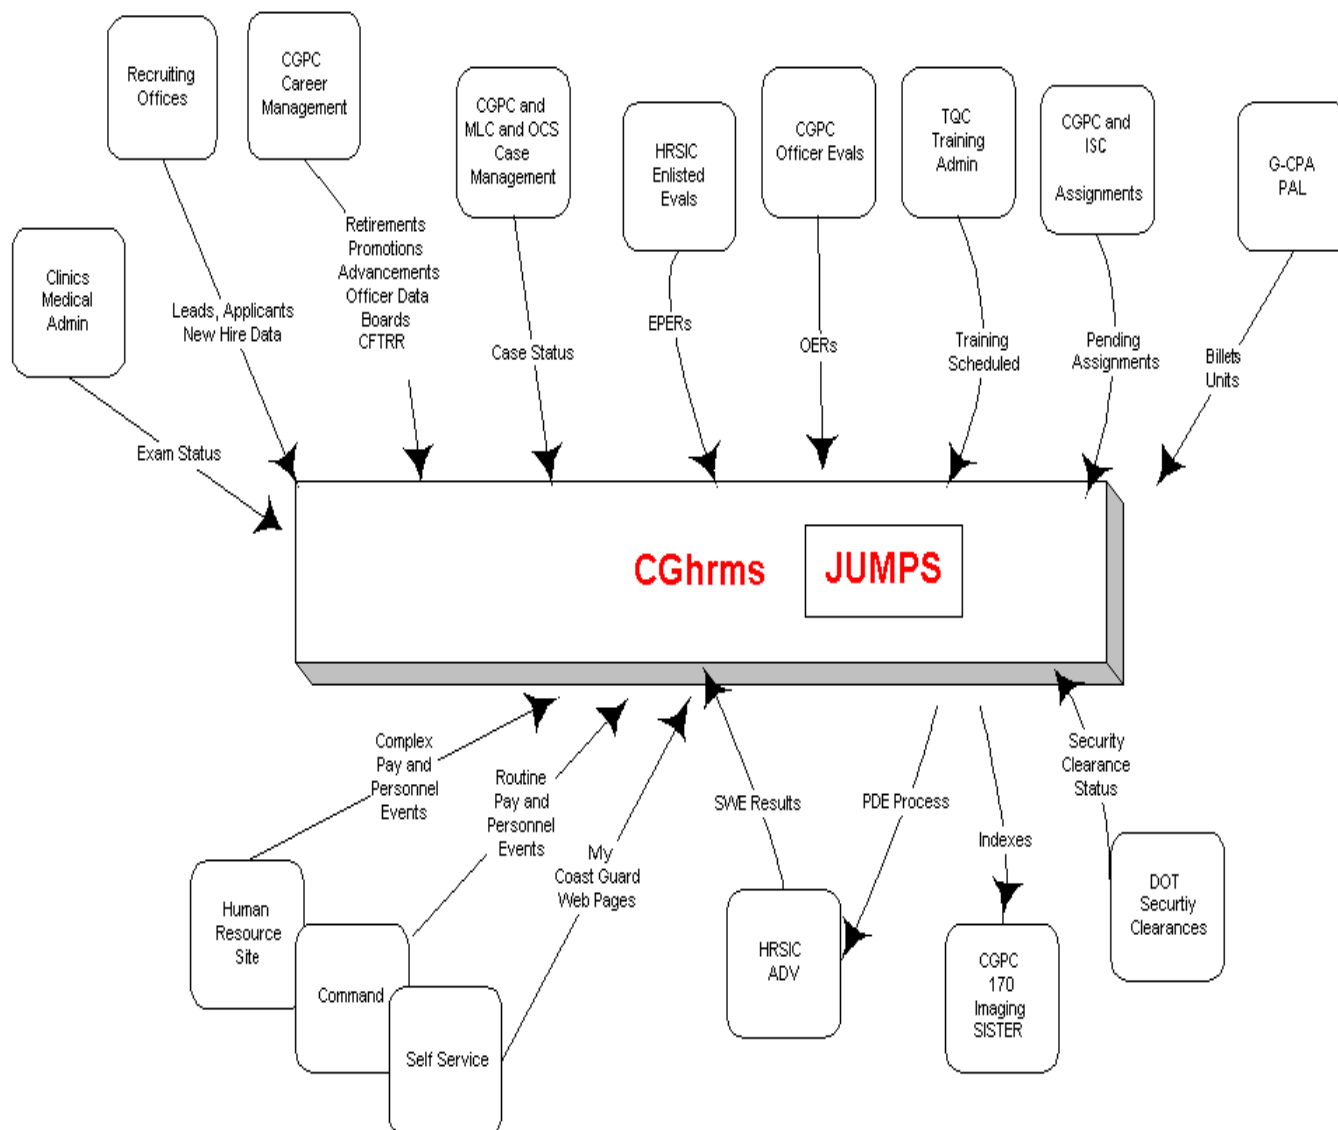 Recruiting
Offices
CGPC
Career
Management
CGPC and
MLC and OCS
Case
Management
HRSIC
Enlisted
Evals
CGPC
Officer Evals
TQC
Training
Admin
CGPC and
ISC
Assignments
G-CPA
PAL
Clinics
Medical
Admin
Leads, Applicants
New Hire Data
Retirements
Promotions
Advancements
Officer Data
Boards
CFTRR
Case Status
EPERs
OERs
Training
Scheduled
Pending
Assignments
Billets
Units
Exam Status
CGhrms
JUMPS
Complex
Pay and
Personnel
Events
Routine
Pay and
Personnel
Events
My
Coast Guard
Web Pages
SWE Results
PDE Process
Indexes
Security
Clearance
Status
Human
Resource
Site
Command
Self Service
HRSIC
ADV
CGPC
170
Imaging
SISTER
DOT
Securtiy
Clearances